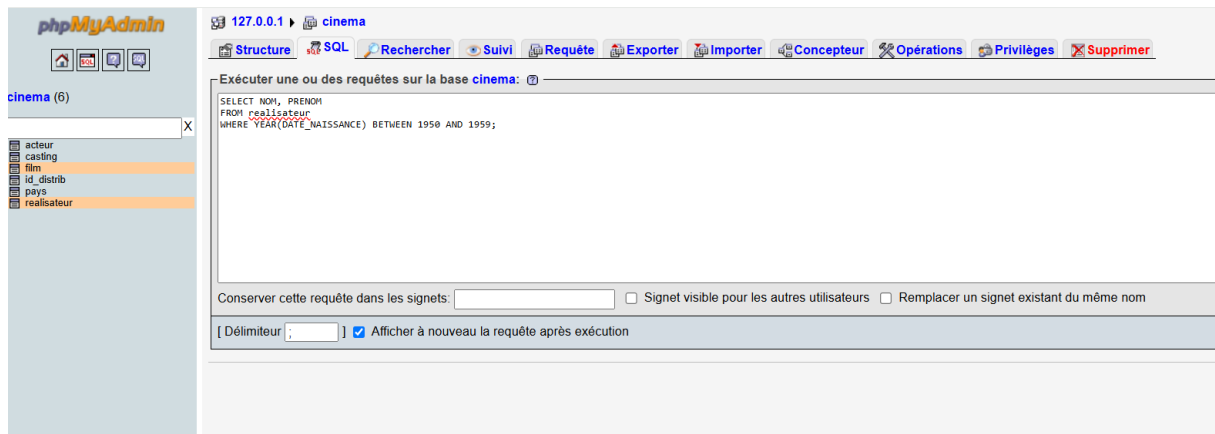 phpMyAdmin
127.0.0.1 ▸ cinema
Structure SQL Rechercher Suivi Requête Exporter Importer Concepteur Opérations Privilèges Supprimer
SQL
cinema (6)
X
acteur
casting
film
id_distrib
pays
realisateur
Exécuter une ou des requêtes sur la base cinema:
SELECT NOM, PRENOM
FROM realisateur
WHERE YEAR(DATE_NAISSANCE) BETWEEN 1950 AND 1959;
Conserver cette requête dans les signets: Signet visible pour les autres utilisateurs Remplacer un signet existant du même nom
[ Délimiteur ; ] Afficher à nouveau la requête après exécution